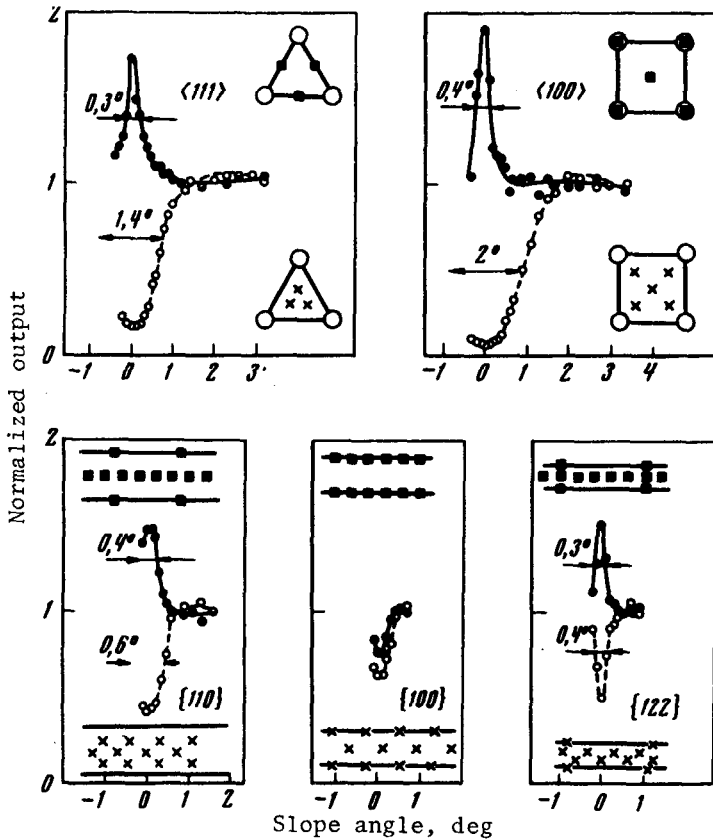 2
0,3°
⟨111⟩
1
1,4°
0
-1 0 1 2 3
0,4°
⟨100⟩
2°
-1 0 1 2 3 4
Normalized output
2
0,4°
1
0,6°
{110}
0
-1 0 1 2
{100}
-1 0 1
0,3°
0,4°
{122}
-1 0 1
Slope angle, deg